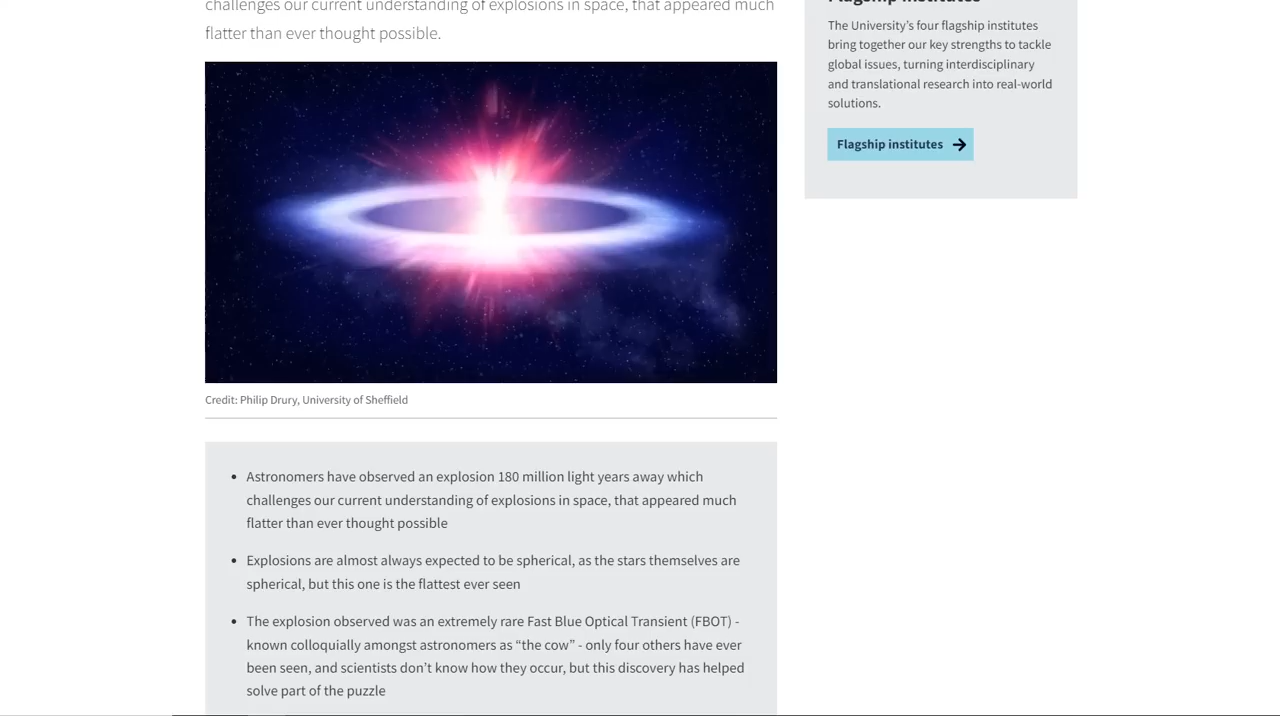 challenges our current understanding of explosions in space, that appeared much
flatter than ever thought possible.
Credit: Philip Drury, University of Sheffield
• Astronomers have observed an explosion 180 million light years away which
challenges our current understanding of explosions in space, that appeared much
flatter than ever thought possible
• Explosions are almost always expected to be spherical, as the stars themselves are
spherical, but this one is the flattest ever seen
• The explosion observed was an extremely rare Fast Blue Optical Transient (FBOT) -
known colloquially amongst astronomers as “the cow” - only four others have ever
been seen, and scientists don’t know how they occur, but this discovery has helped
solve part of the puzzle
Flagship institutes
The University’s four flagship institutes
bring together our key strengths to tackle
global issues, turning interdisciplinary
and translational research into real-world
solutions.
Flagship institutes